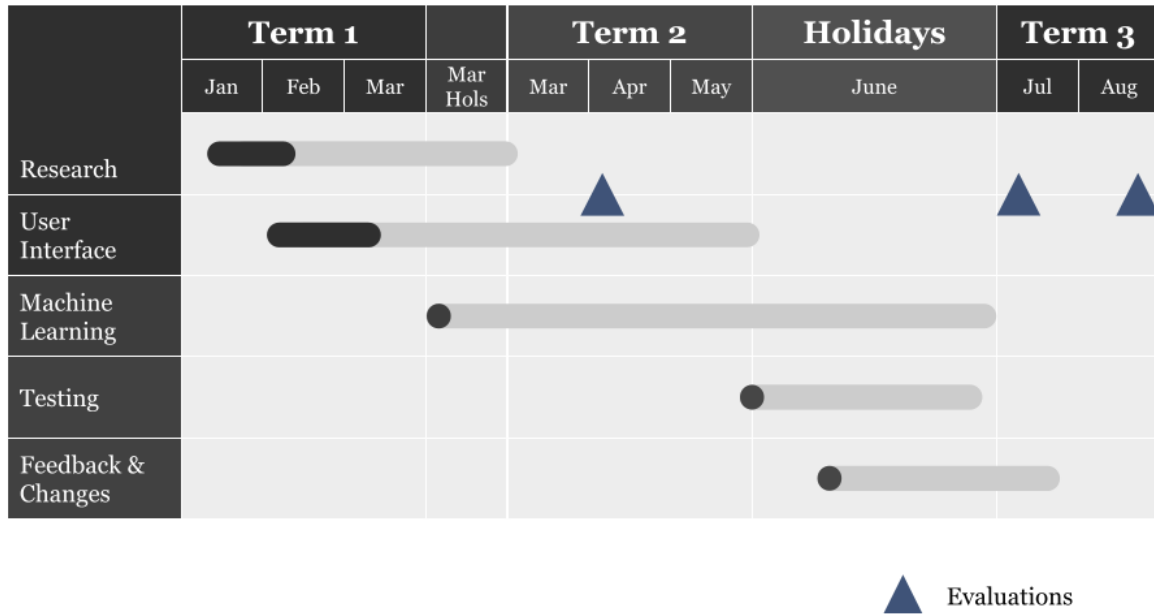 Term 1
Term 2
Holidays
Term 3
Jan
Feb
Mar
Mar
Hols
Mar
Apr
May
June
Jul
Aug
Research
User
Interface
Machine
Learning
Testing
Feedback &
Changes
Evaluations